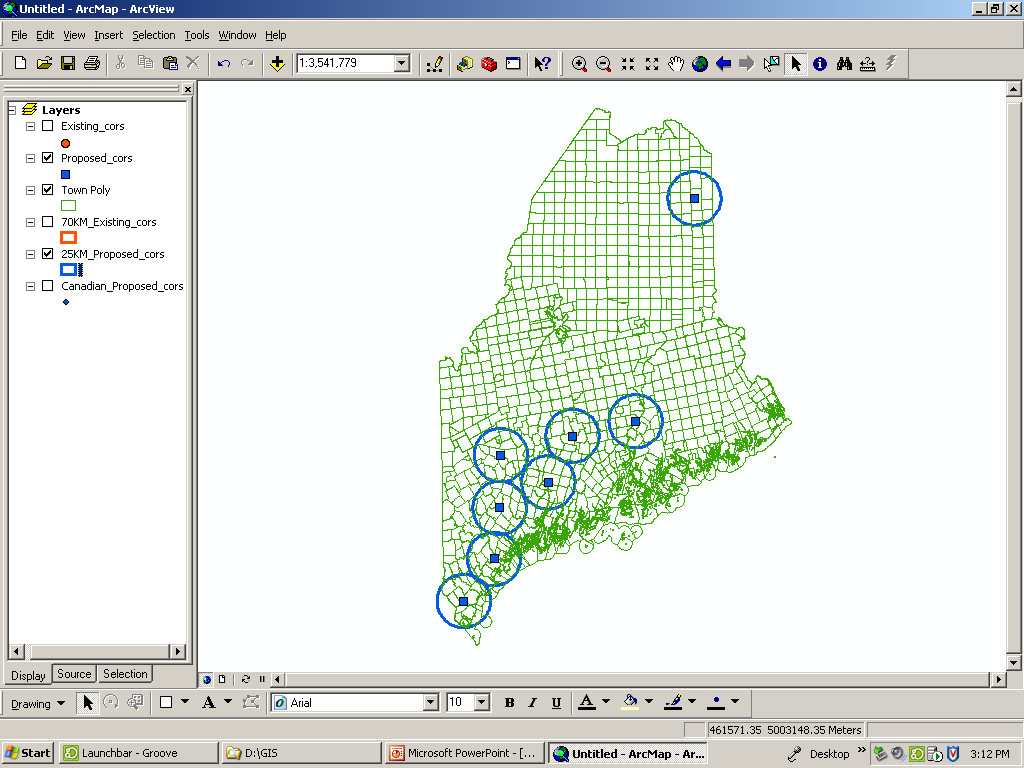 Untitled - ArcMap - ArcView
File Edit View Insert Selection Tools Window Help
1:3,541,779
Layers
Existing_cors
Proposed_cors
Town Poly
70KM_Existing_cors
25KM_Proposed_cors
Canadian_Proposed_cors
Display Source Selection
Drawing A Arial 10 B I U A
461571.35 5003148.35 Meters
Start Launchbar - Groove D:\GIS Microsoft PowerPoint - [... Untitled - ArcMap - Ar... Desktop » 3:12 PM